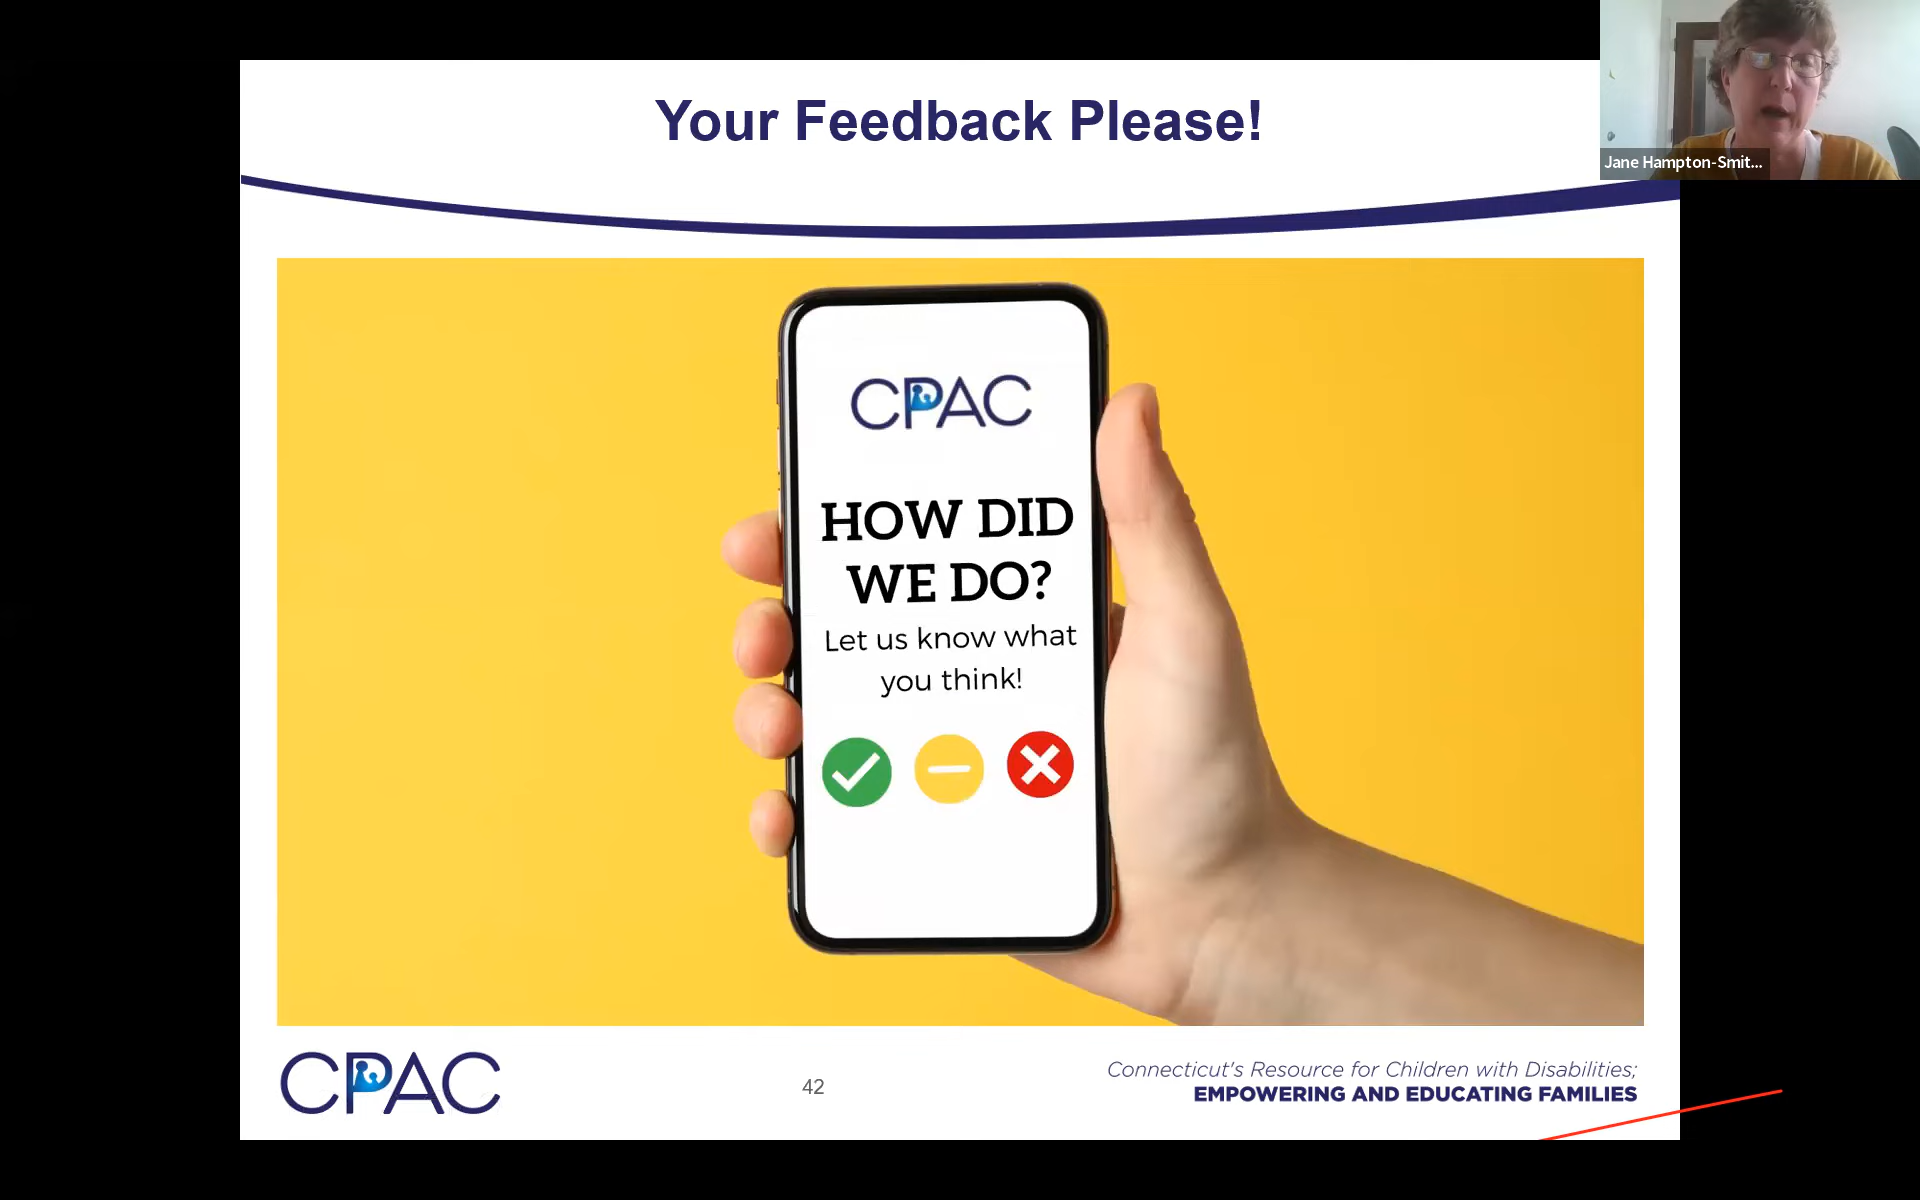 Your Feedback Please!
Jane Hampton-Smit...
CPAC
HOW DID
WE DO?
Let us know what
you think!
CPAC
42
Connecticut's Resource for Children with Disabilities;
EMPOWERING AND EDUCATING FAMILIES